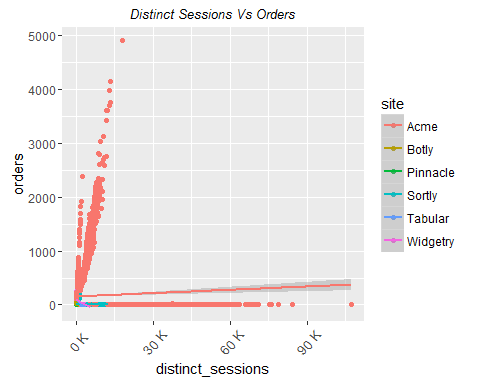 Distinct Sessions Vs Orders
5000
4000
3000
2000
1000
0
orders
0 K
30 K
60 K
90 K
distinct_sessions
site
Acme
Botly
Pinnacle
Sortly
Tabular
Widgetry